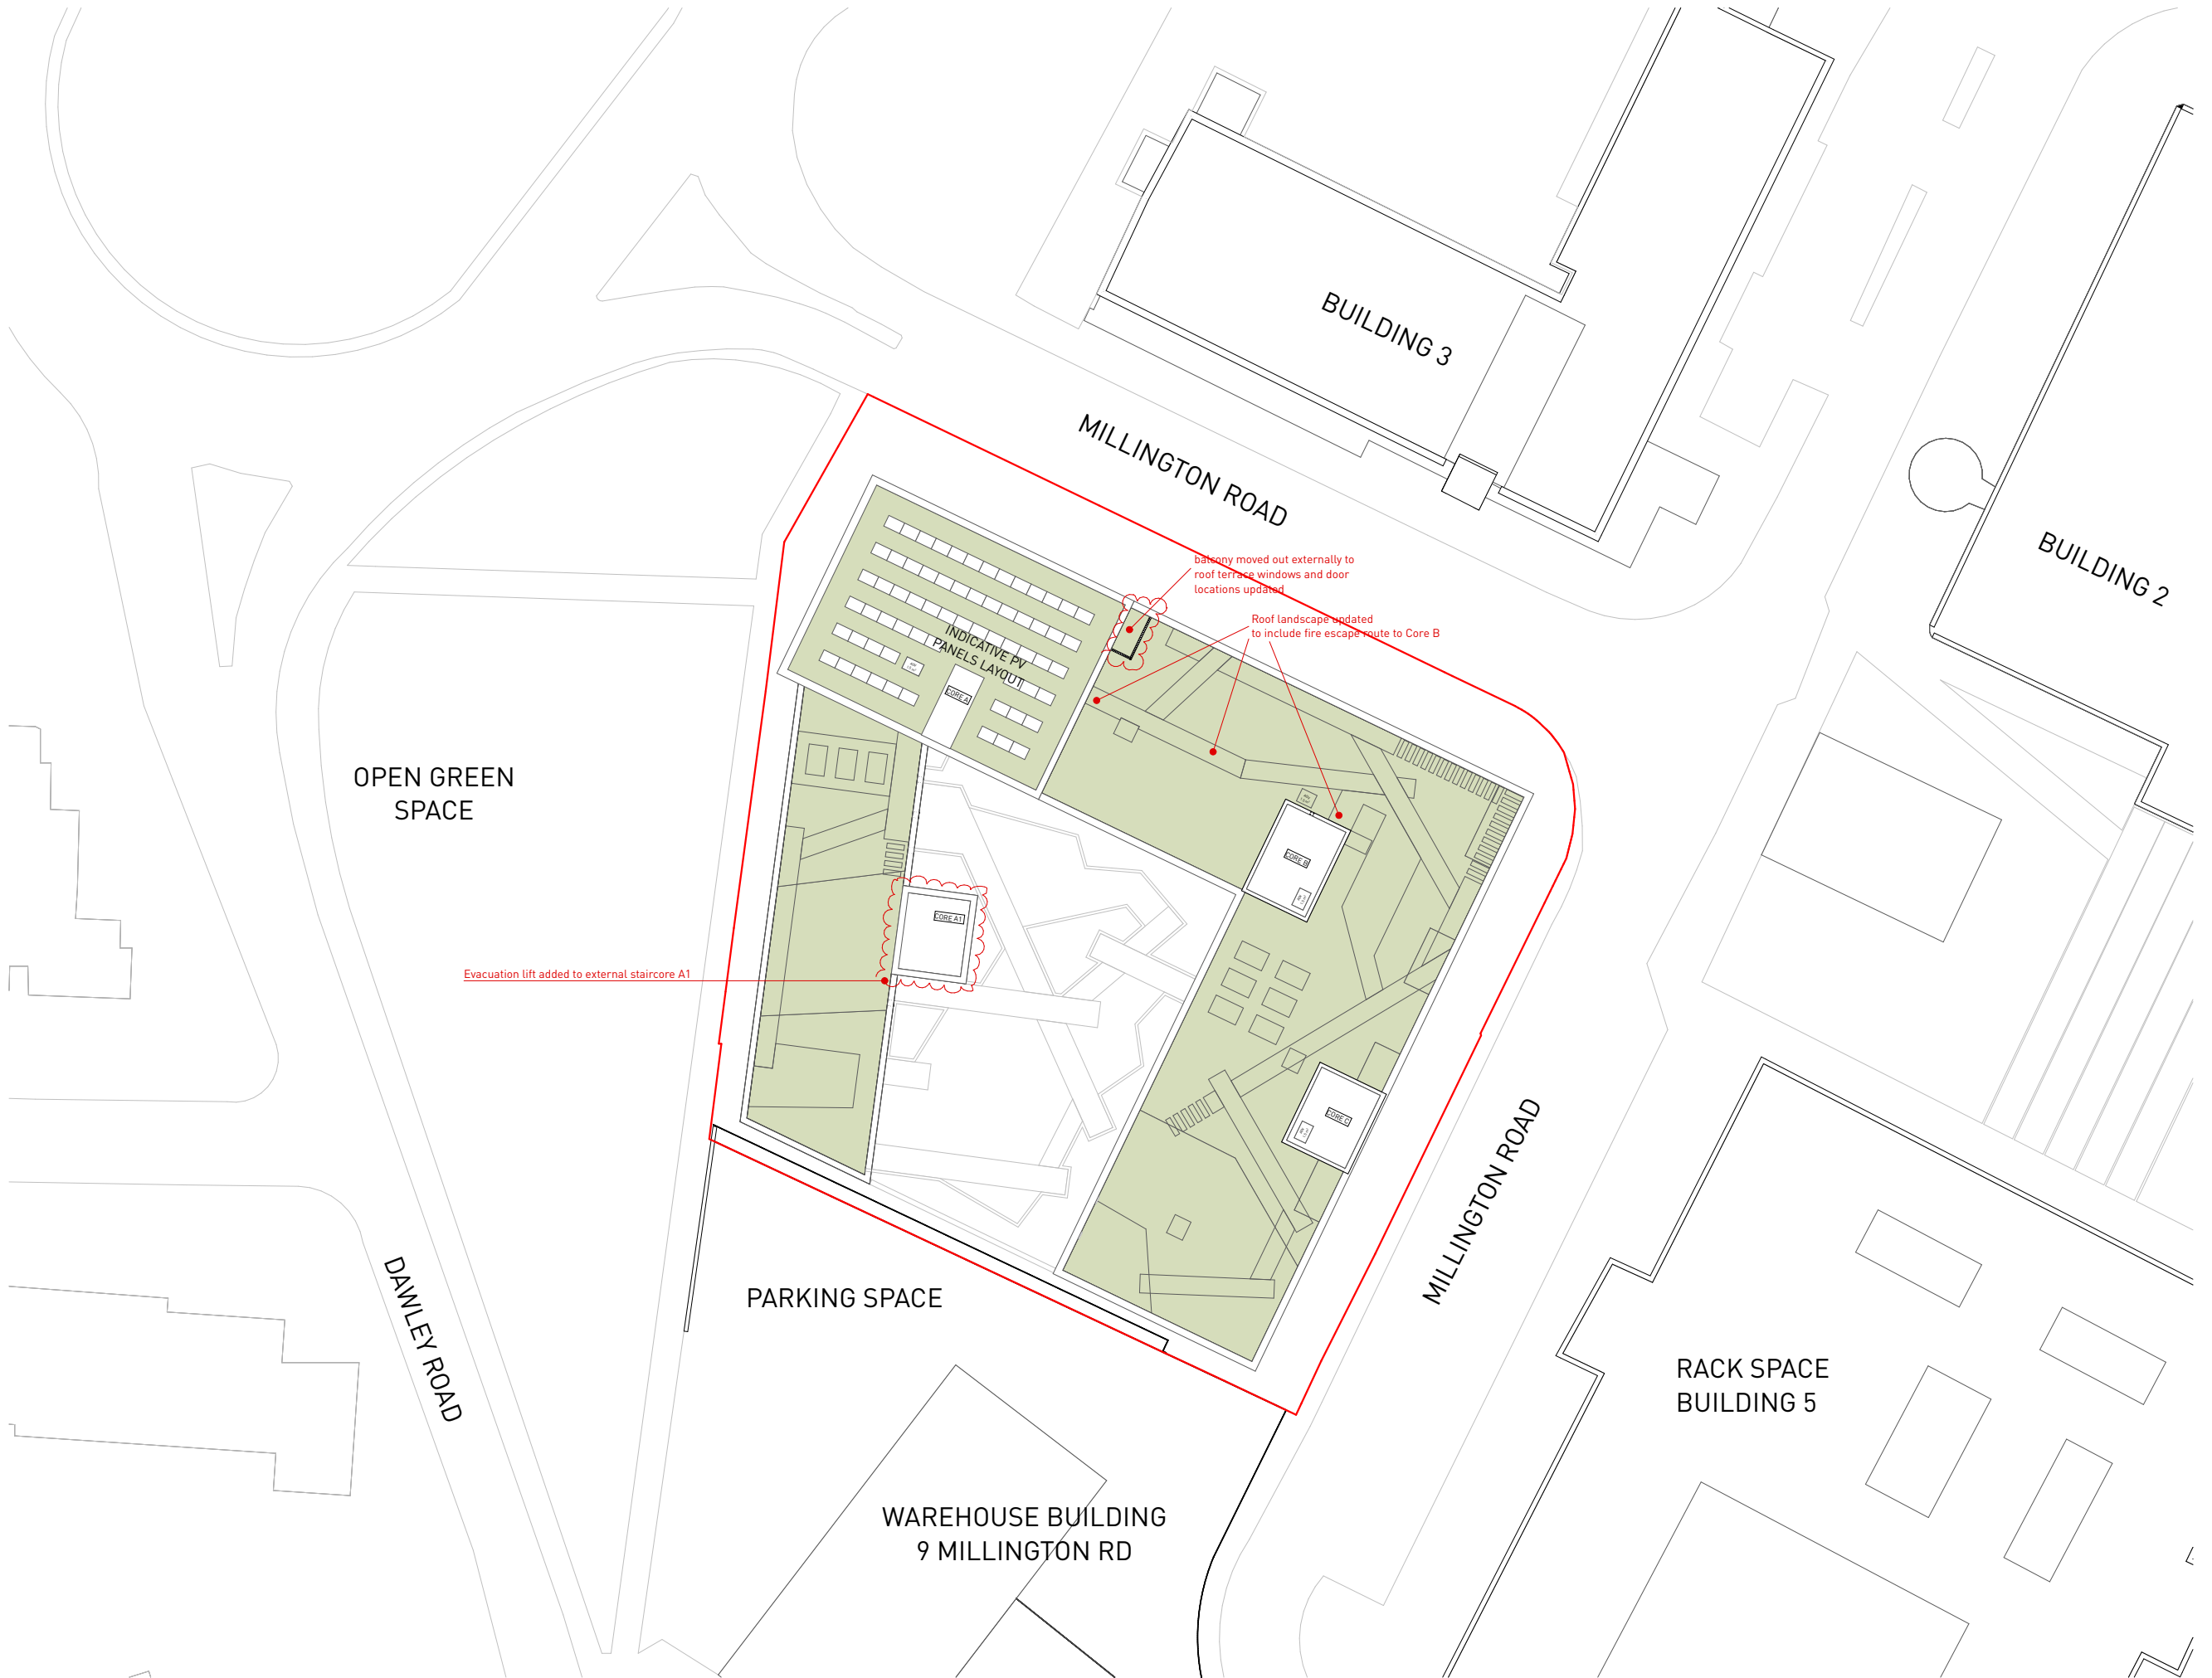 BUILDING 3
MILLINGTON ROAD
BUILDING 2
balcony moved out externally to
roof terrace windows and door
locations updated
Roof landscape updated
to include fire escape route to Core B
INDICATIVE PV
PANELS LAYOUT
CORE A
OPEN GREEN
SPACE
CORE B
CORE A1
Evacuation lift added to external staircore A1
CORE C
MILLINGTON ROAD
DAWLEY ROAD
PARKING SPACE
RACK SPACE
BUILDING 5
WAREHOUSE BUILDING
9 MILLINGTON RD